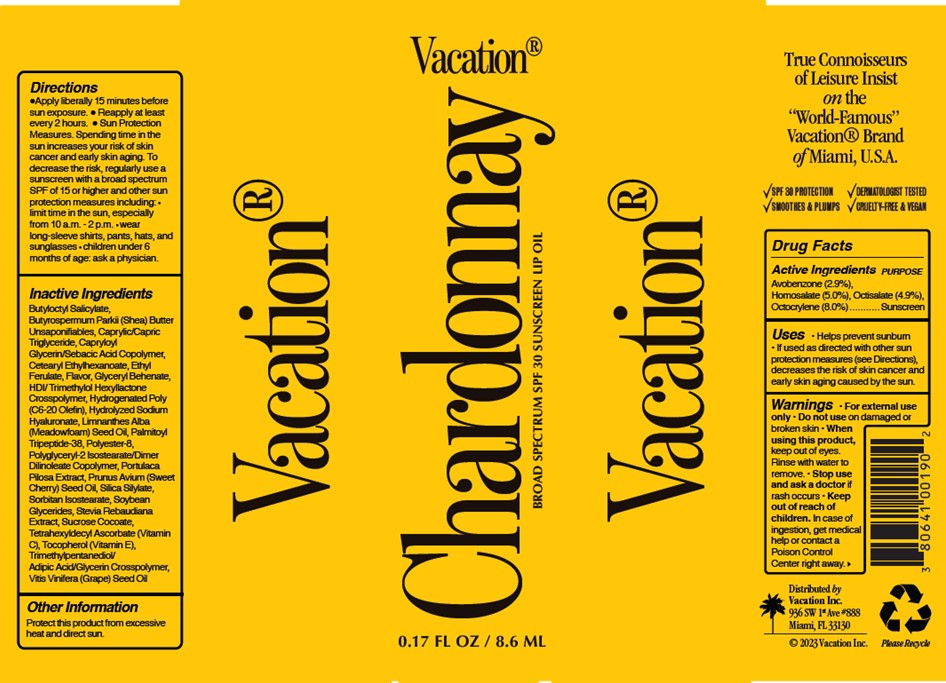 Directions
●Apply liberally 15 minutes before
sun exposure. ● Reapply at least
every 2 hours. ● Sun Protection
Measures. Spending time in the
sun increases your risk of skin
cancer and early skin aging. To
decrease the risk, regularly use a
sunscreen with a broad spectrum
SPF of 15 or higher and other sun
protection measures including: •
limit time in the sun, especially
from 10 a.m. - 2 p.m. • wear
long-sleeve shirts, pants, hats, and
sunglasses • children under 6
months of age: ask a physician.
Inactive Ingredients
Butyloctyl Salicylate,
Butyrospermum Parkii (Shea) Butter
Unsaponifiables, Caprylic/Capric
Triglyceride, Capryloyl
Glycerin/Sebacic Acid Copolymer,
Cetearyl Ethylhexanoate, Ethyl
Ferulate, Flavor, Glyceryl Behenate,
HDI/Trimethylol Hexyllactone
Crosspolymer, Hydrogenated Poly
(C6-20 Olefin), Hydrolyzed Sodium
Hyaluronate, Limnanthes Alba
(Meadowfoam) Seed Oil, Palmitoyl
Tripeptide-38, Polyester-8,
Polyglyceryl-2 Isostearate/Dimer
Dilinoleate Copolymer, Portulaca
Pilosa Extract, Prunus Avium (Sweet
Cherry) Seed Oil, Silica Silylate,
Sorbitan Isostearate, Soybean
Glycerides, Stevia Rebaudiana
Extract, Sucrose Cocoate,
Tetrahexyldecyl Ascorbate (Vitamin
C), Tocopherol (Vitamin E),
Trimethylpentanediol/
Adipic Acid/Glycerin Crosspolymer,
Vitis Vinifera (Grape) Seed Oil
Other Information
Protect this product from excessive
heat and direct sun.
Vacation®
Vacation®
Chardonnay
BROAD SPECTRUM SPF 30 SUNSCREEN LIP OIL
0.17 FL OZ / 8.6 ML
Vacation®
True Connoisseurs
of Leisure Insist
on the
“World-Famous”
Vacation® Brand
of Miami, U.S.A.
√SPF 30 PROTECTION √DERMATOLOGIST TESTED
√SMOOTHES & PLUMPS √CRUELTY-FREE & VEGAN
Drug Facts
Active Ingredients PURPOSE
Avobenzone (2.9%),
Homosalate (5.0%), Octisalate (4.9%),
Octocrylene (8.0%)........... Sunscreen
Uses • Helps prevent sunburn
• If used as directed with other sun
protection measures (see Directions),
decreases the risk of skin cancer and
early skin aging caused by the sun.
Warnings • For external use
only • Do not use on damaged or
broken skin • When
using this product,
keep out of eyes.
Rinse with water to
remove. • Stop use
and ask a doctor if
rash occurs • Keep
out of reach of
children. In case of
ingestion, get medical
help or contact a
Poison Control
Center right away. ▸
3 80641 00190 2
Distributed by
Vacation Inc.
936 SW 1st Ave #888
Miami, FL 33130
© 2023 Vacation Inc.
Please Recycle